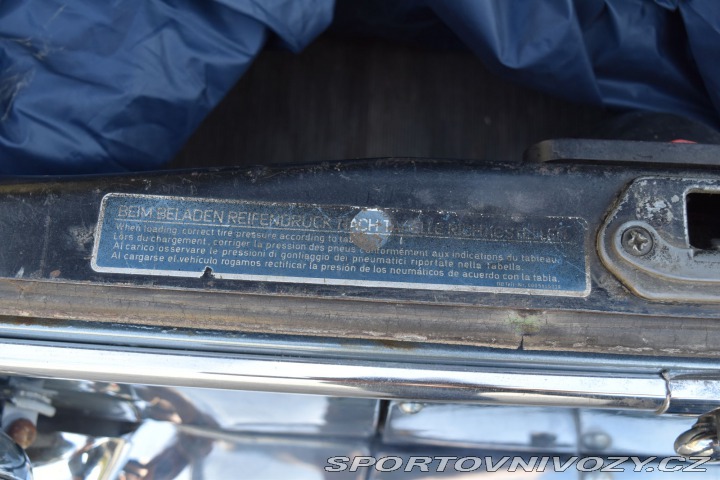 BEIM BELADEN REIFENDRUCK NACH
When loading, correct tire pressure according to
Lors du chargement, corriger la pression des pneus conformément aux indications du tableau.
Al carico osservare le pressioni di gonfiaggio dei pneumatici riportate nella Tabella.
Al cargarse el vehículo rogamos rectificar la presión de los neumáticos de acuerdo con la tabla.
SPORTOVNIVOZY.CZ